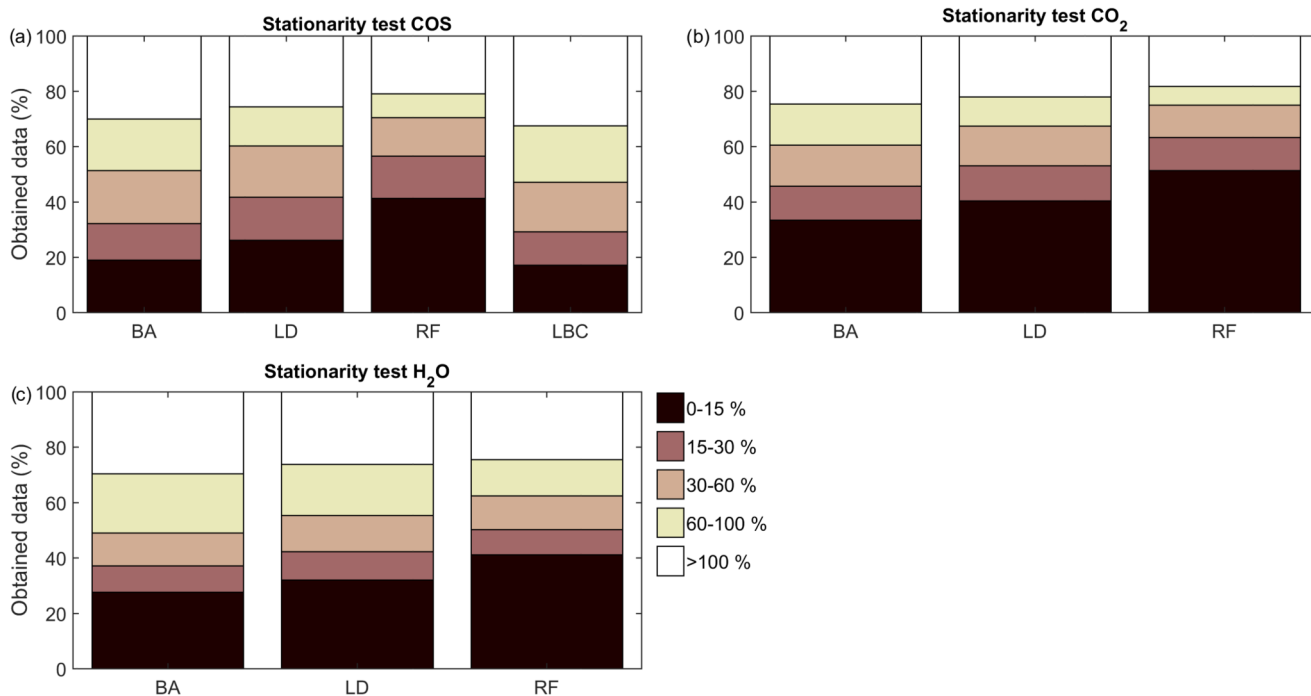 Stationarity test COS
(a)
100
80
60
40
20
0
Obtained data (%)
BA LD RF LBC
Stationarity test CO2
(b)
100
80
60
40
20
0
BA LD RF
Stationarity test H2O
(c)
100
80
60
40
20
0
Obtained data (%)
BA LD RF
0-15 %
15-30 %
30-60 %
60-100 %
>100 %